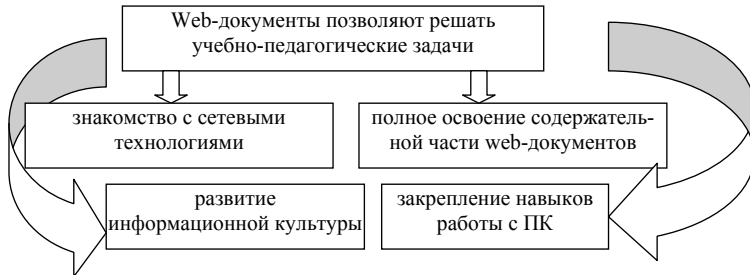 Web-документы позволяют решать
учебно-педагогические задачи
знакомство с сетевыми
технологиями
полное освоение содержатель-
ной части web-документов
развитие
информационной культуры
закрепление навыков
работы с ПК